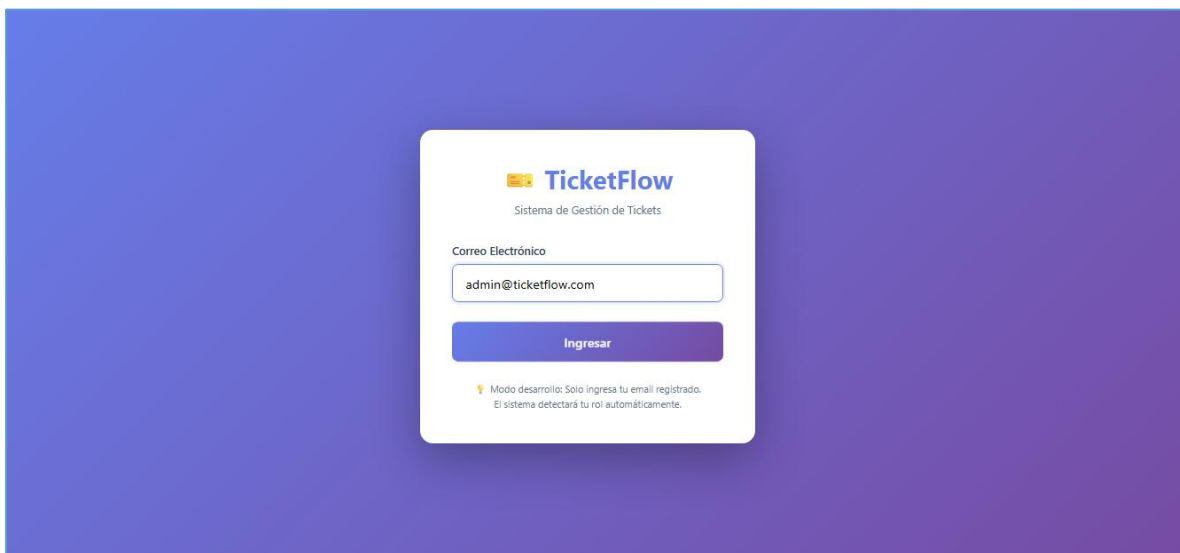 TicketFlow
Sistema de Gestión de Tickets
Correo Electrónico
admin@ticketflow.com
Ingresar
Modo desarrollo: Solo ingresa tu email registrado.
El sistema detectará tu rol automáticamente.